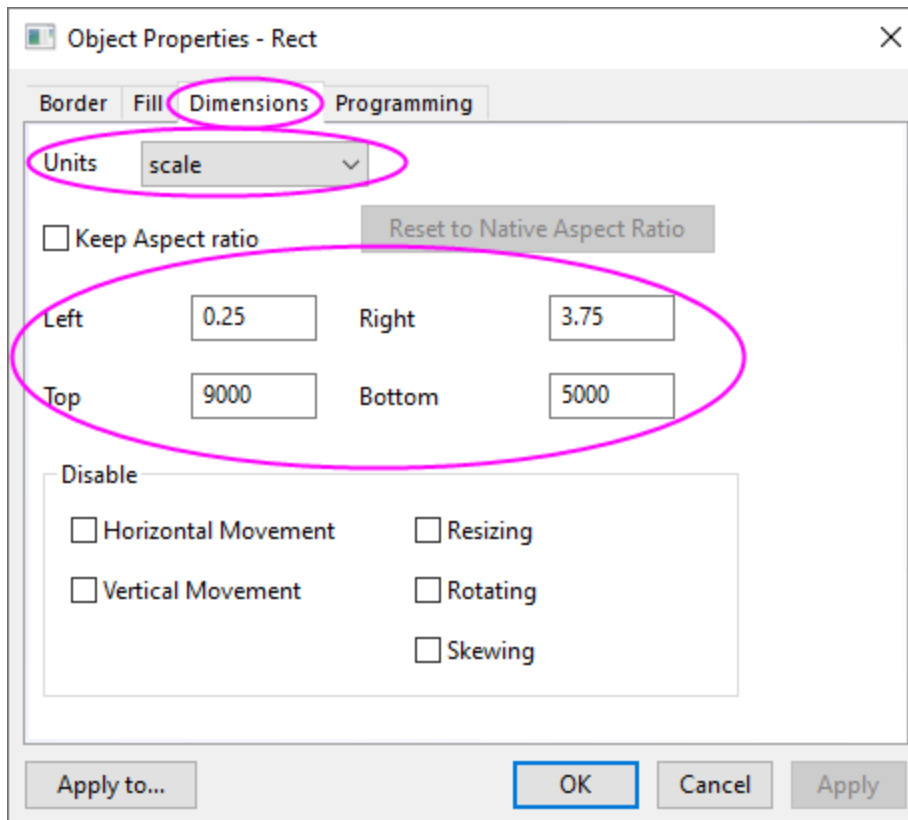 Object Properties - Rect
Border Fill Dimensions Programming
Units scale
Keep Aspect ratio Reset to Native Aspect Ratio
Left 0.25 Right 3.75
Top 9000 Bottom 5000
Disable
Horizontal Movement Resizing
Vertical Movement Rotating
Skewing
Apply to... OK Cancel Apply